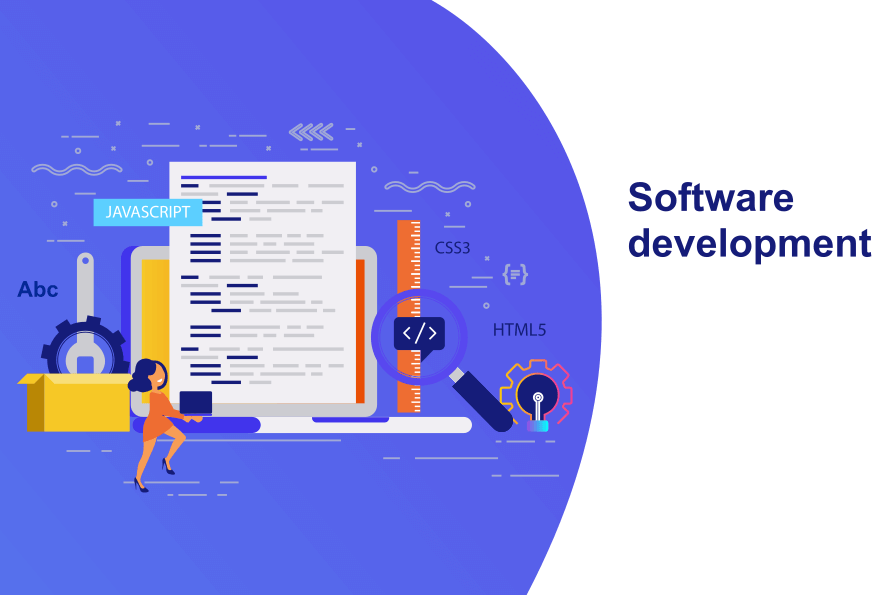 Software
development
JAVASCRIPT
CSS3
{=}
Abc
</>
HTML5